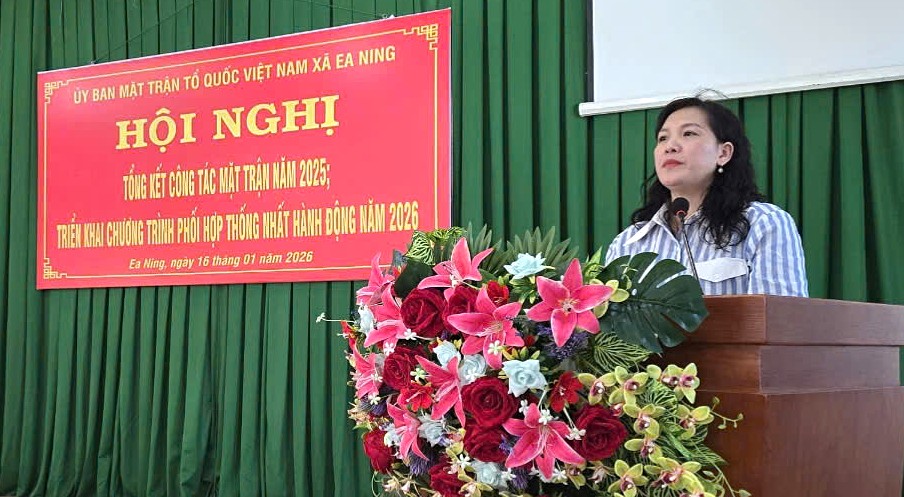 ỦY BAN MẶT TRẬN TỔ QUỐC VIỆT NAM XÃ EA NING
HỘI NGHỊ
TỔNG KẾT CÔNG TÁC MẶT TRẬN NĂM 2025;
TRIỂN KHAI CHƯƠNG TRÌNH PHỐI HỢP THỐNG NHẤT HÀNH ĐỘNG NĂM 2026
Ea Ning, ngày 16 tháng 01 năm 2026